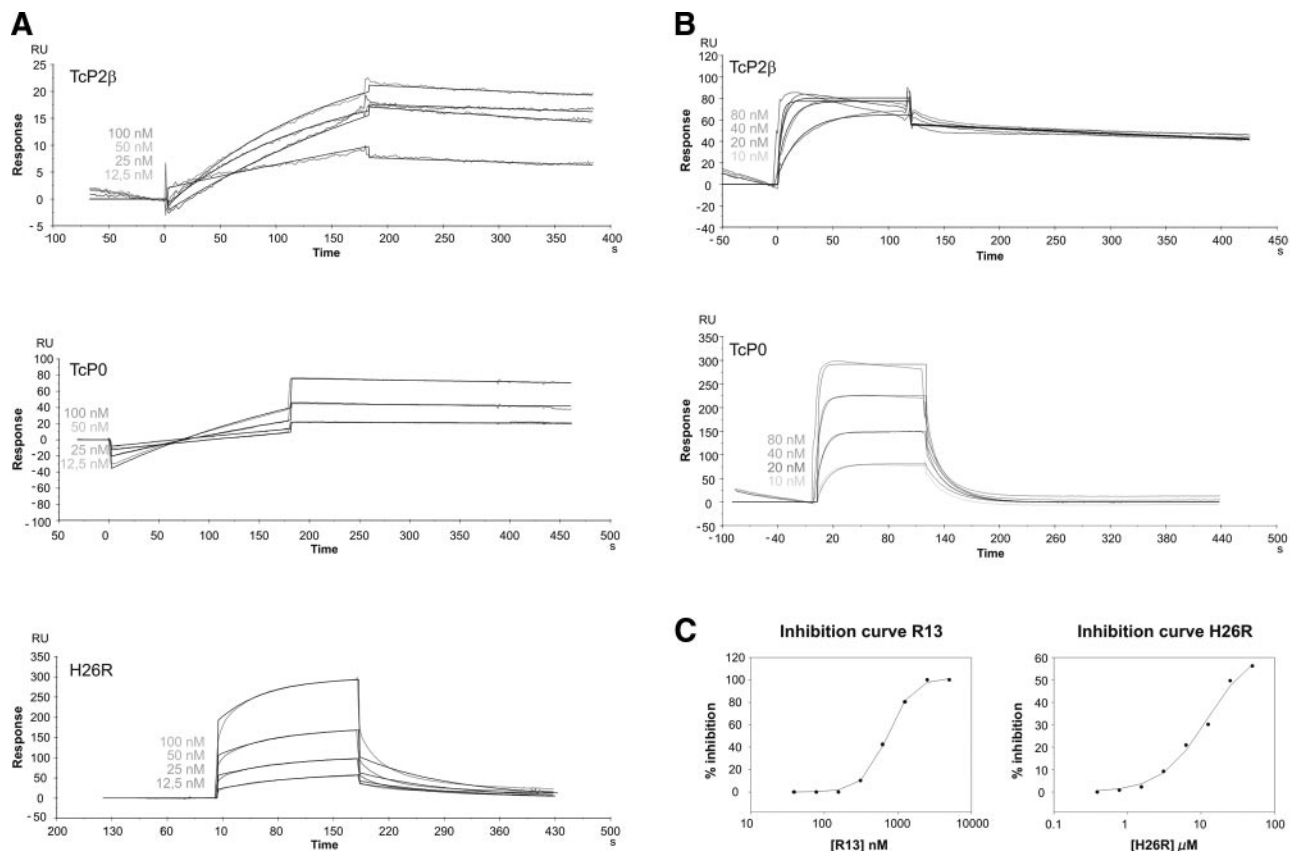 A
RU
TcP2β
25
20
15
10
5
0
-5
Response
100 nM
50 nM
25 nM
12,5 nM
-100
-50
0
50
100
150
200
250
300
350
400
Time
s
RU
TcP0
100
80
60
40
20
0
-20
-40
-60
-80
-100
Response
100 nM
50 nM
25 nM
12,5 nM
50
0
50
100
150
200
250
300
350
400
450
500
Time
s
RU
H26R
350
300
250
200
150
100
50
0
-50
Response
100 nM
50 nM
25 nM
12,5 nM
200
130
60
10
80
150
220
290
360
430
500
Time
s
B
RU
TcP2β
120
100
80
60
40
20
0
-20
-40
Response
80 nM
40 nM
20 nM
10 nM
-50
0
50
100
150
200
250
300
350
400
450
Time
s
RU
TcP0
350
300
250
200
150
100
50
0
-50
Response
80 nM
40 nM
20 nM
10 nM
-100
-40
20
80
140
200
260
320
380
440
500
Time
s
C
Inhibition curve R13
120
100
80
60
40
20
0
% inhibition
10
100
1000
10000
[R13] nM
Inhibition curve H26R
60
50
40
30
20
10
0
% inhibition
0.1
1
10
100
[H26R] µM